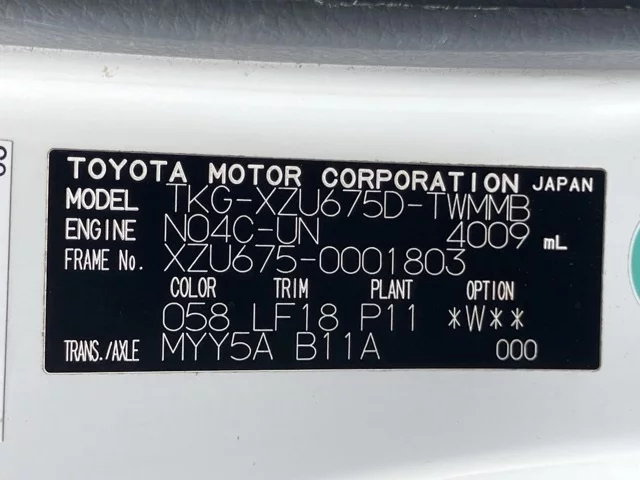 TOYOTA MOTOR CORPORATION JAPAN
MODEL TKG-XZU675D-TWMMB
ENGINE N04C-UN 4009 mL
FRAME No. XZU675-0001803
COLOR TRIM PLANT OPTION
058 LF18 P11 *W**
TRANS./AXLE MYY5A B11A 000